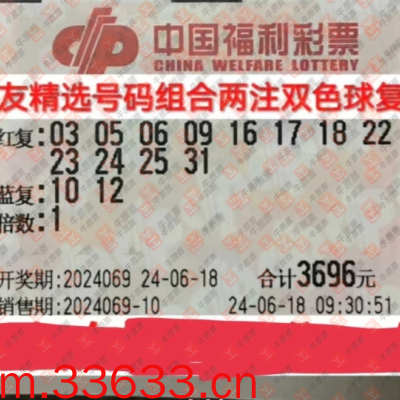 中国福利彩票
CHINA WELFARE LOTTERY
友精选号码组合两注双色球复
红复: 03 05 06 09 16 17 18 22
23 24 25 31
蓝复: 10 12
倍数: 1
开奖期: 2024069 24-06-18 合计3696元
销售期: 2024069-10 24-06-18 09:30:51
m.33633.cn